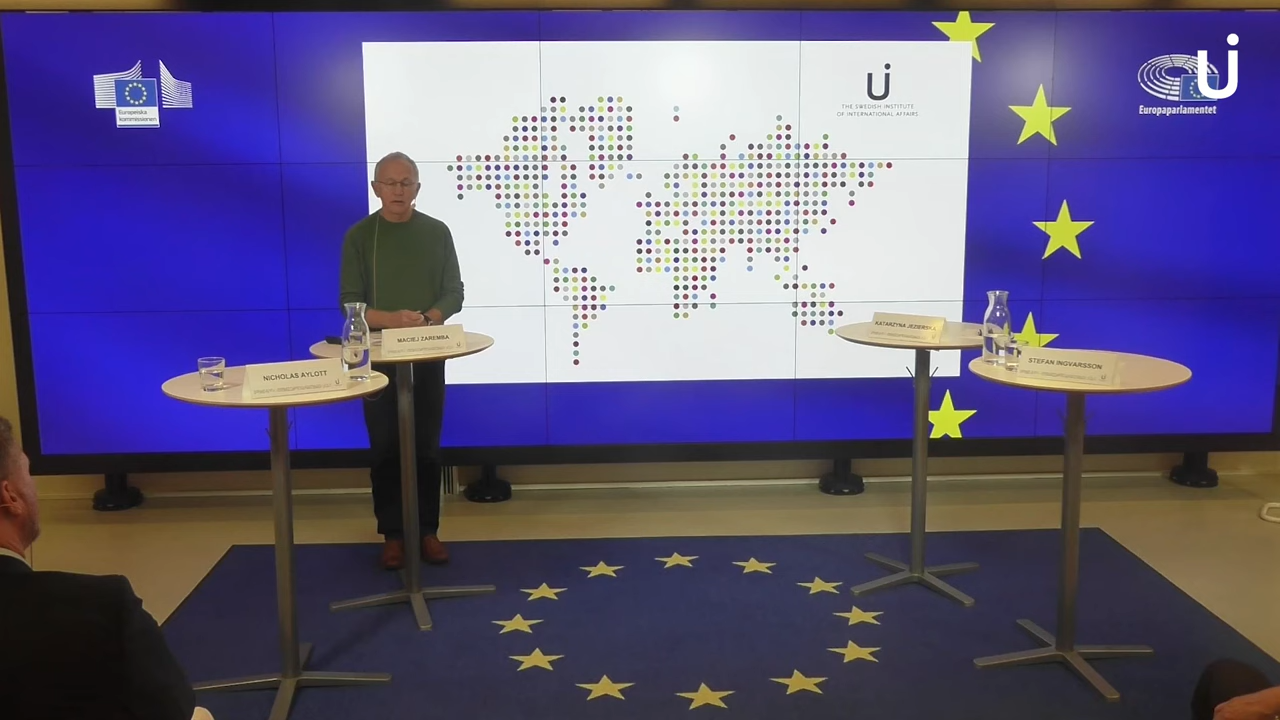 Europeiska
kommissionen
THE SWEDISH INSTITUTE
OF INTERNATIONAL AFFAIRS
Europaparlamentet
MACIEJ ZAREMBA
NICHOLAS AYLOTT
KATARZYNA JEZIERSKA
STEFAN INGVARSSON